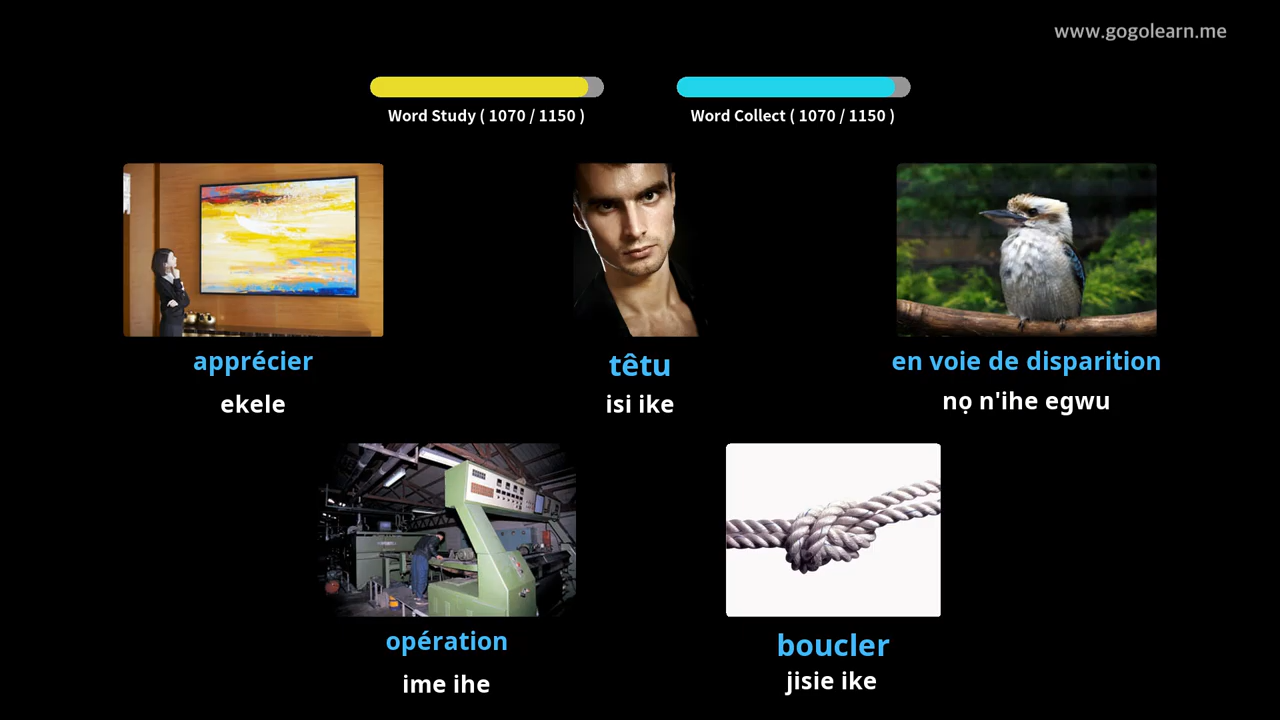 www.gogolearn.me
Word Study ( 1070 / 1150 )
Word Collect ( 1070 / 1150 )
apprécier
ekele
têtu
isi ike
en voie de disparition
nọ n'ihe egwu
opération
ime ihe
boucler
jisie ike